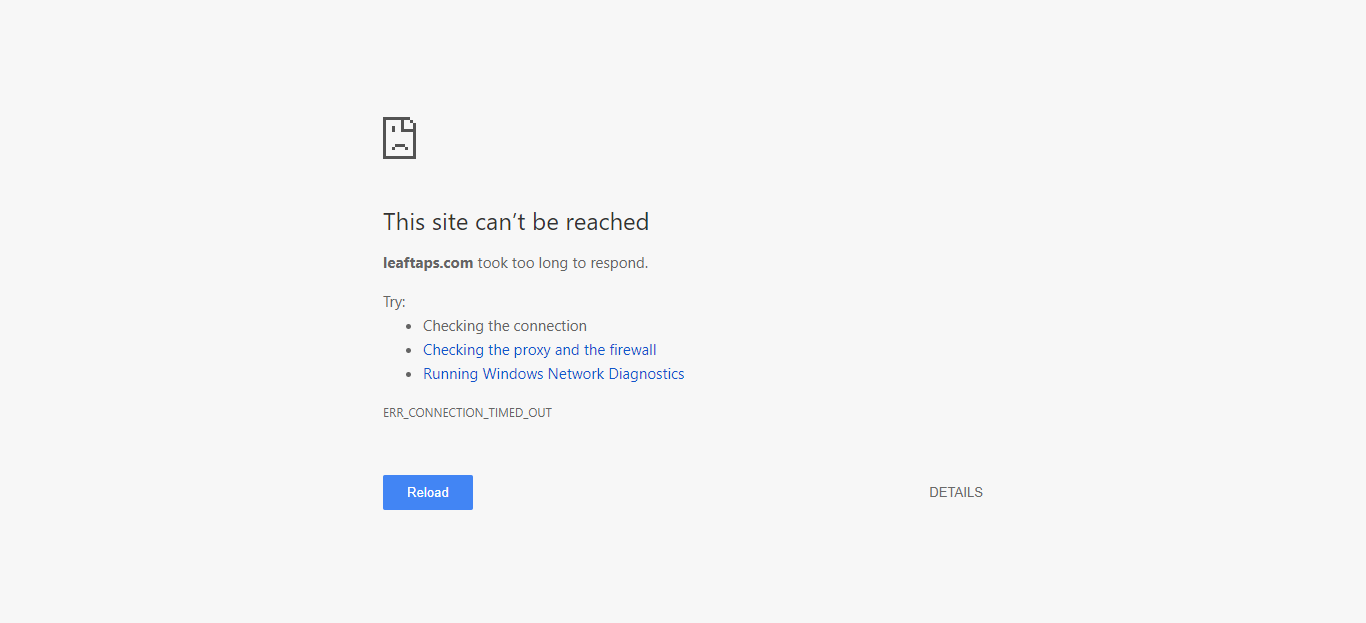 This site can’t be reached
leaftaps.com took too long to respond.
Try:
Checking the connection
Checking the proxy and the firewall
Running Windows Network Diagnostics
ERR_CONNECTION_TIMED_OUT
Reload
DETAILS